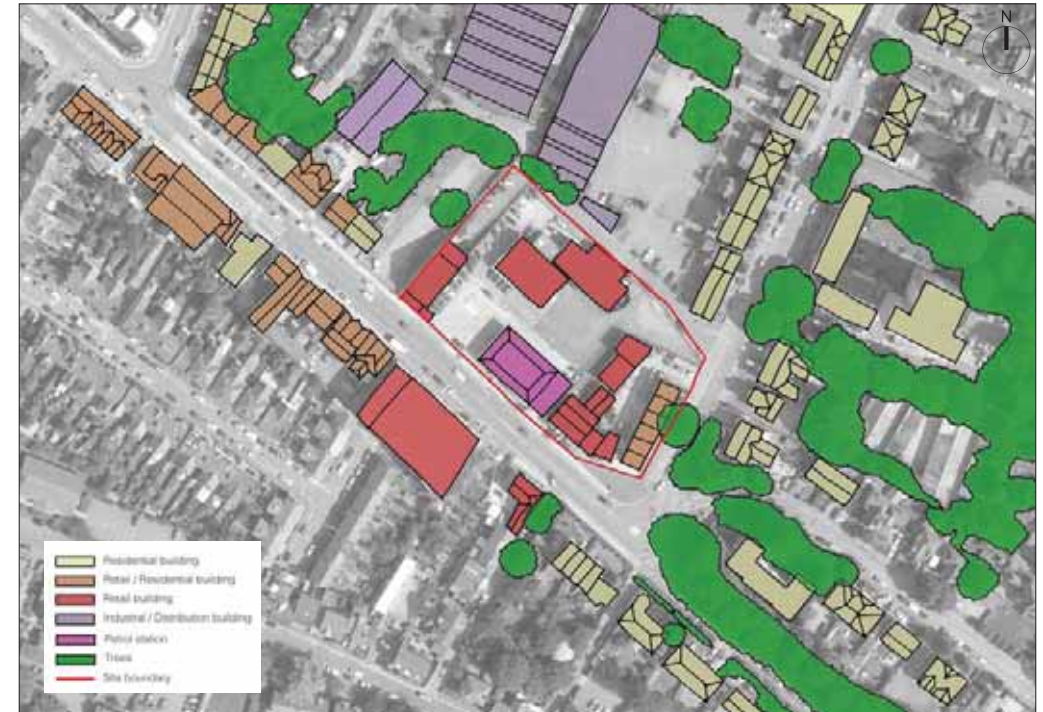 N
Residential building
Retail / Residential building
Retail building
Industrial / Distribution building
Petrol station
Trees
Site boundary